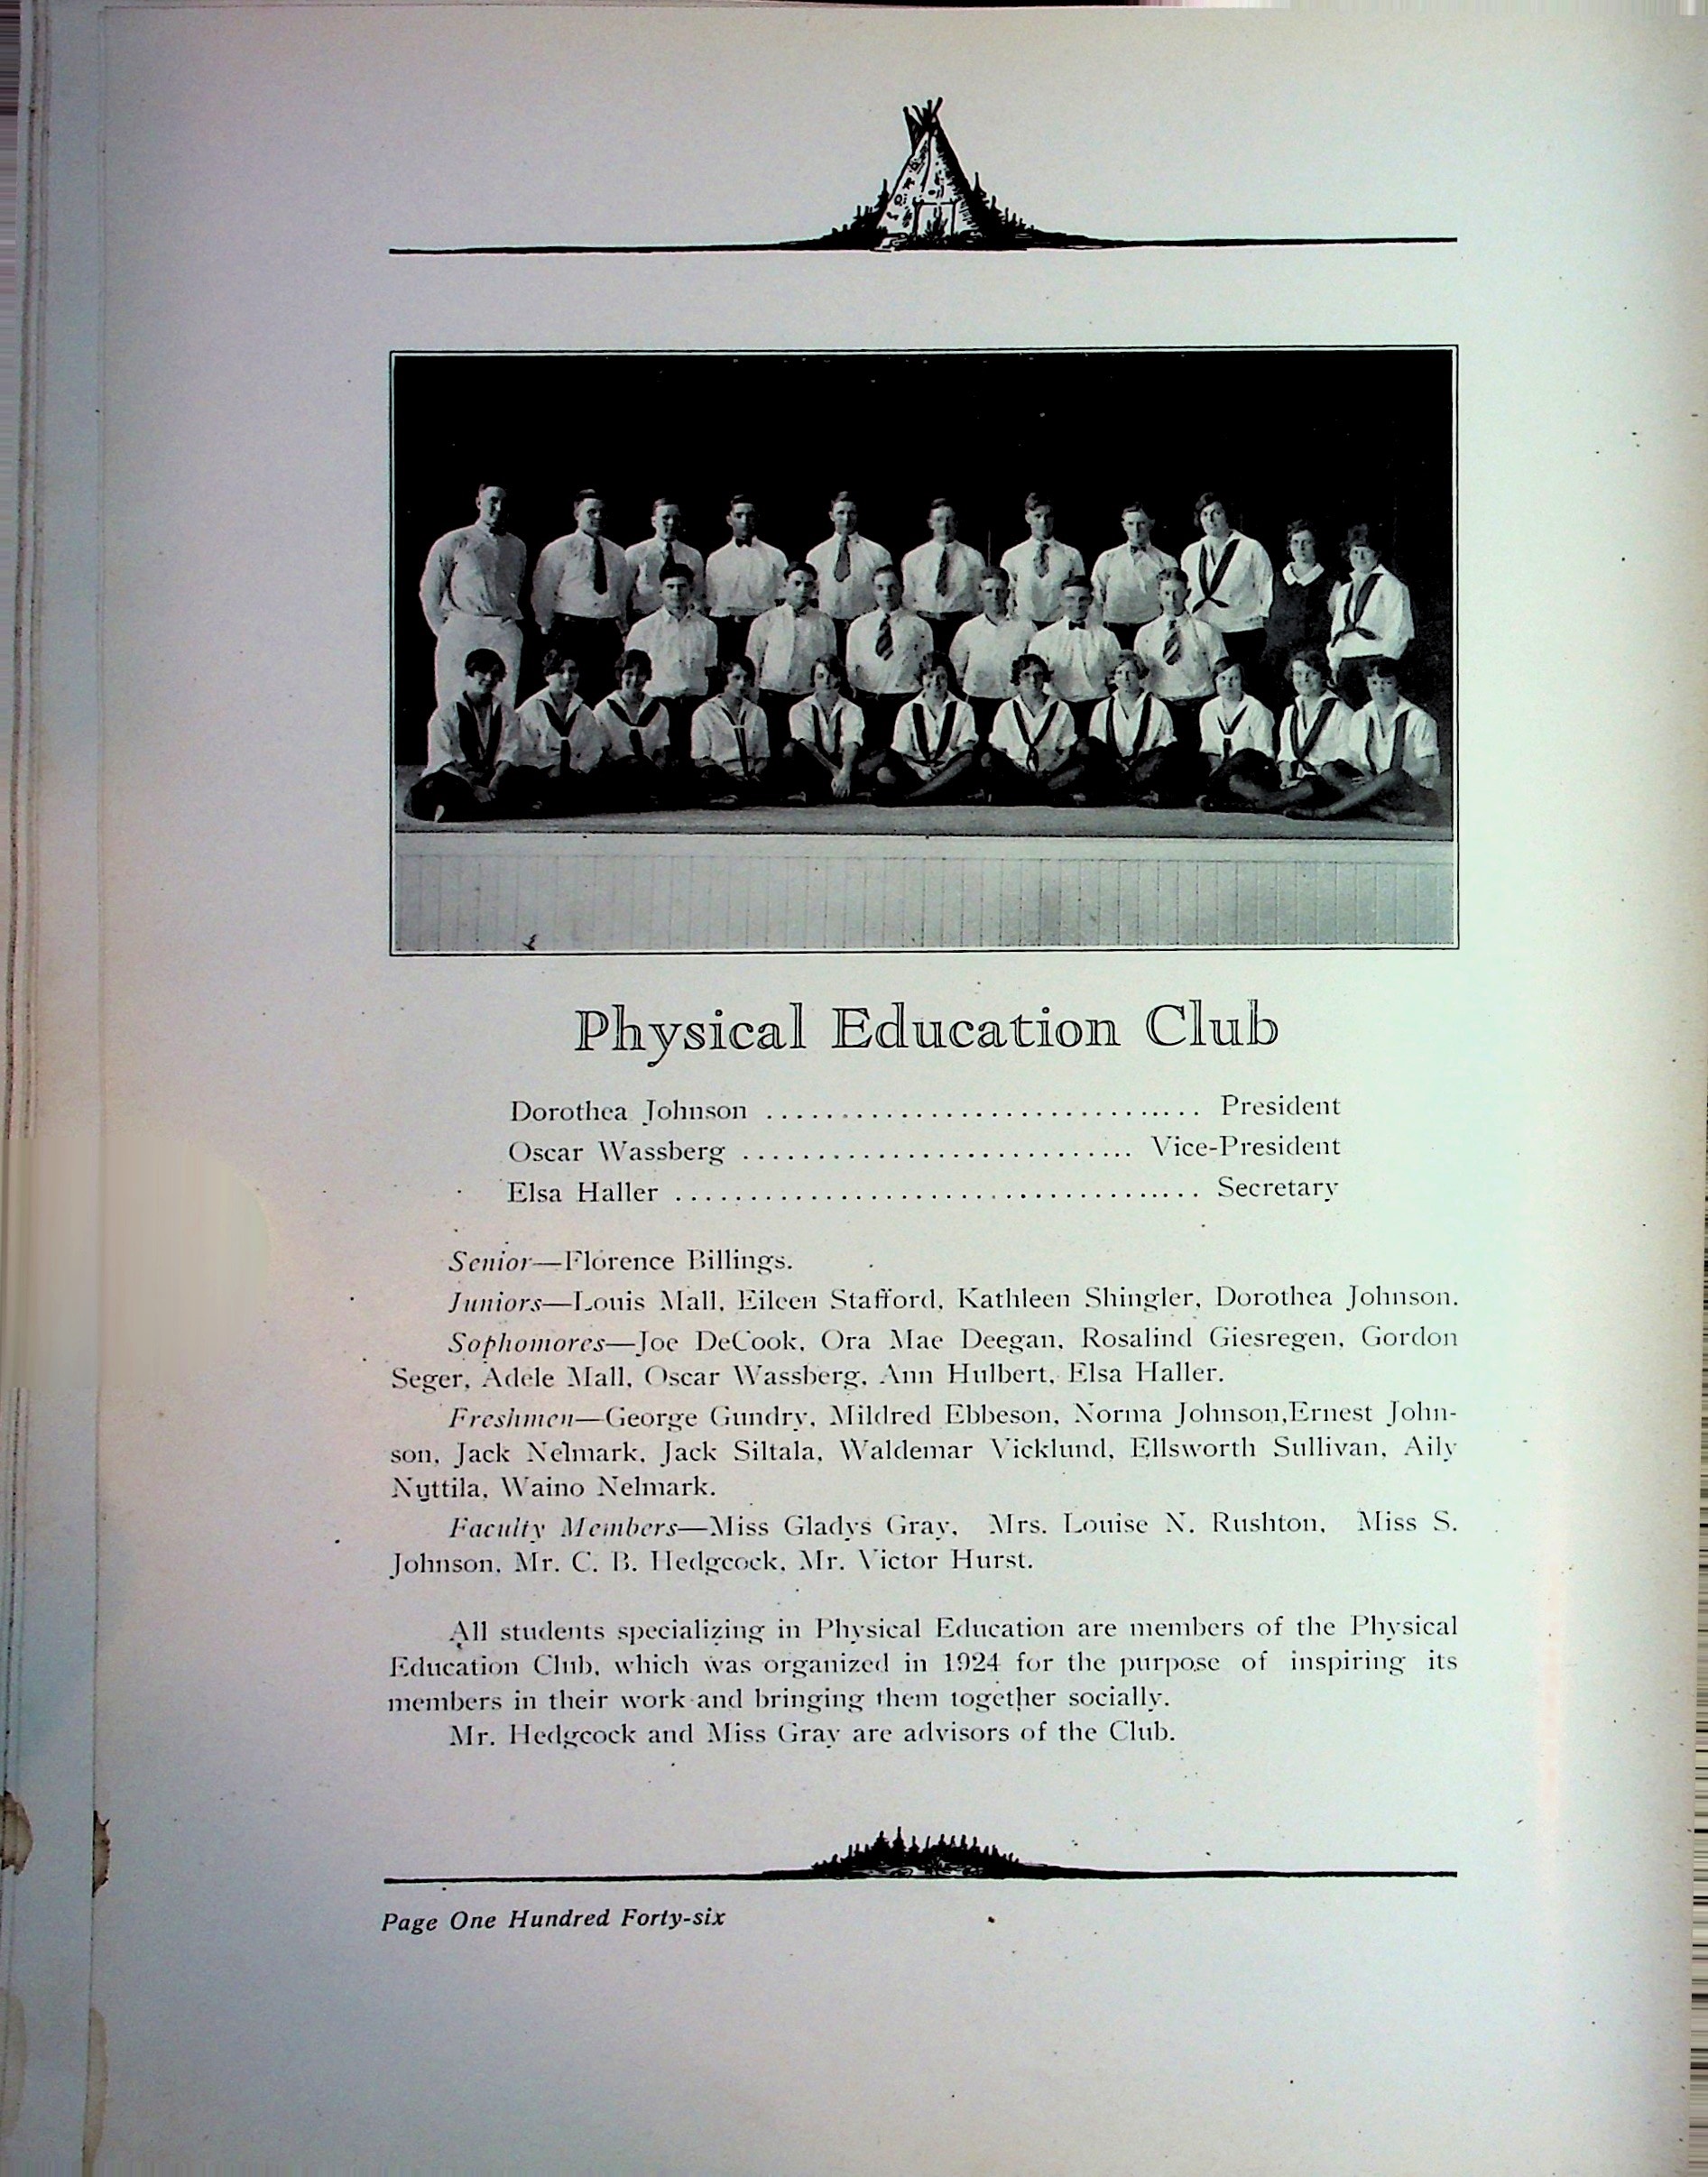 Physical Education Club
Dorothea Johnson ............................. President
Oscar Wassberg .......................... Vice-President
Elsa Haller ................................... Secretary
Senior—Florence Billings.
Juniors—Louis Mall, Eileen Stafford, Kathleen Shingler, Dorothea Johnson.
Sophomores—Joe DeCook, Ora Mae Deegan, Rosalind Giesregen, Gordon
Seger, Adele Mall, Oscar Wassberg, Ann Hulbert, Elsa Haller.
Freshmen—George Gundry, Mildred Ebbeson, Norma Johnson,Ernest John-
son, Jack Nelmark, Jack Siltala, Waldemar Vicklund, Ellsworth Sullivan, Aily
Nyttila, Waino Nelmark.
Faculty Members—Miss Gladys Gray, Mrs. Louise N. Rushton, Miss S.
Johnson, Mr. C. B. Hedgcock, Mr. Victor Hurst.
All students specializing in Physical Education are members of the Physical
Education Club, which was organized in 1924 for the purpose of inspiring its
members in their work and bringing them together socially.
Mr. Hedgcock and Miss Gray are advisors of the Club.
Page One Hundred Forty-six